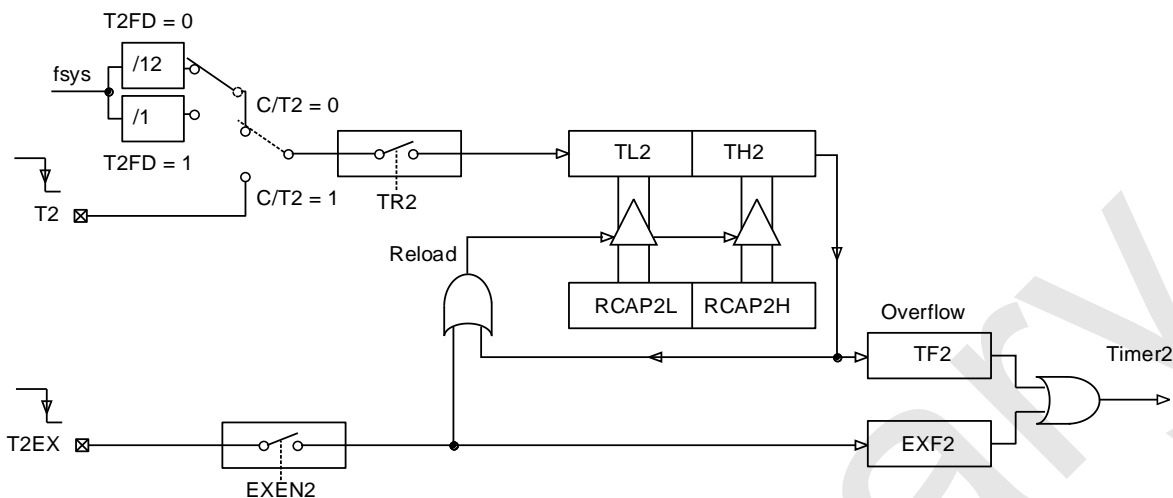 T2FD = 0
/12
fsys
/1
C/T2 = 0
T2FD = 1
T2
C/T2 = 1
TR2
TL2
TH2
Reload
RCAP2L
RCAP2H
Overflow
TF2
Timer2
T2EX
EXEN2
EXF2